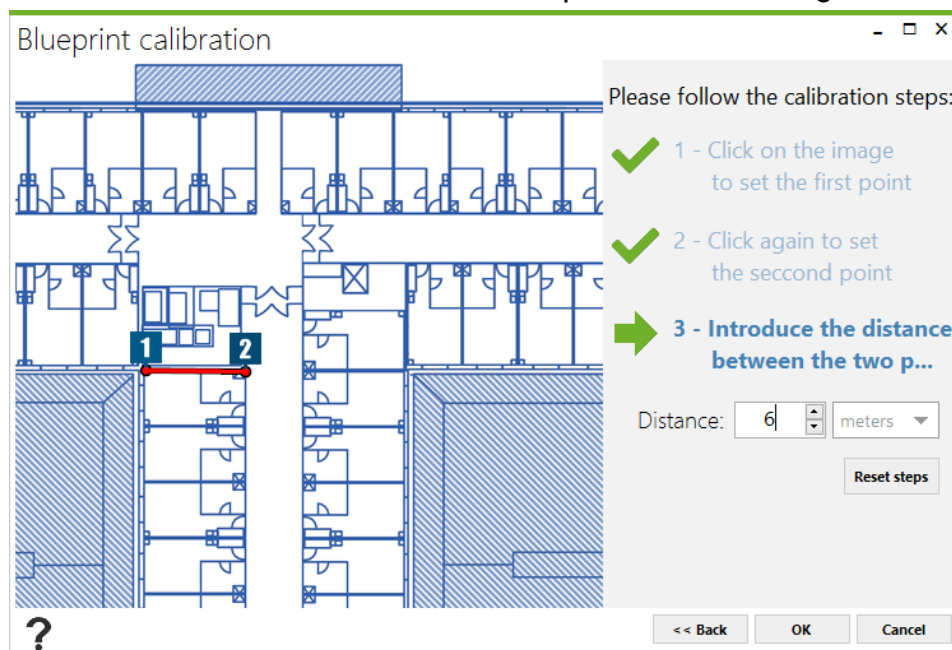 Blueprint calibration
Please follow the calibration steps:
1 - Click on the image
to set the first point
2 - Click again to set
the seccond point
3 - Introduce the distance
between the two p...
1
2
Distance: 6 meters
Reset steps
?
<< Back OK Cancel